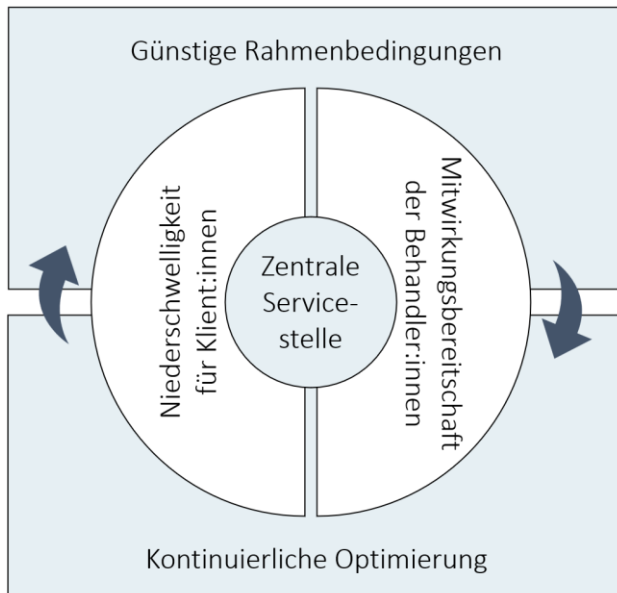 Günstige Rahmenbedingungen
Niederschwelligkeit
für Klient:innen
Zentrale
Service-
stelle
Mitwirkungsbereitschaft
der Behandler:innen
Kontinuierliche Optimierung